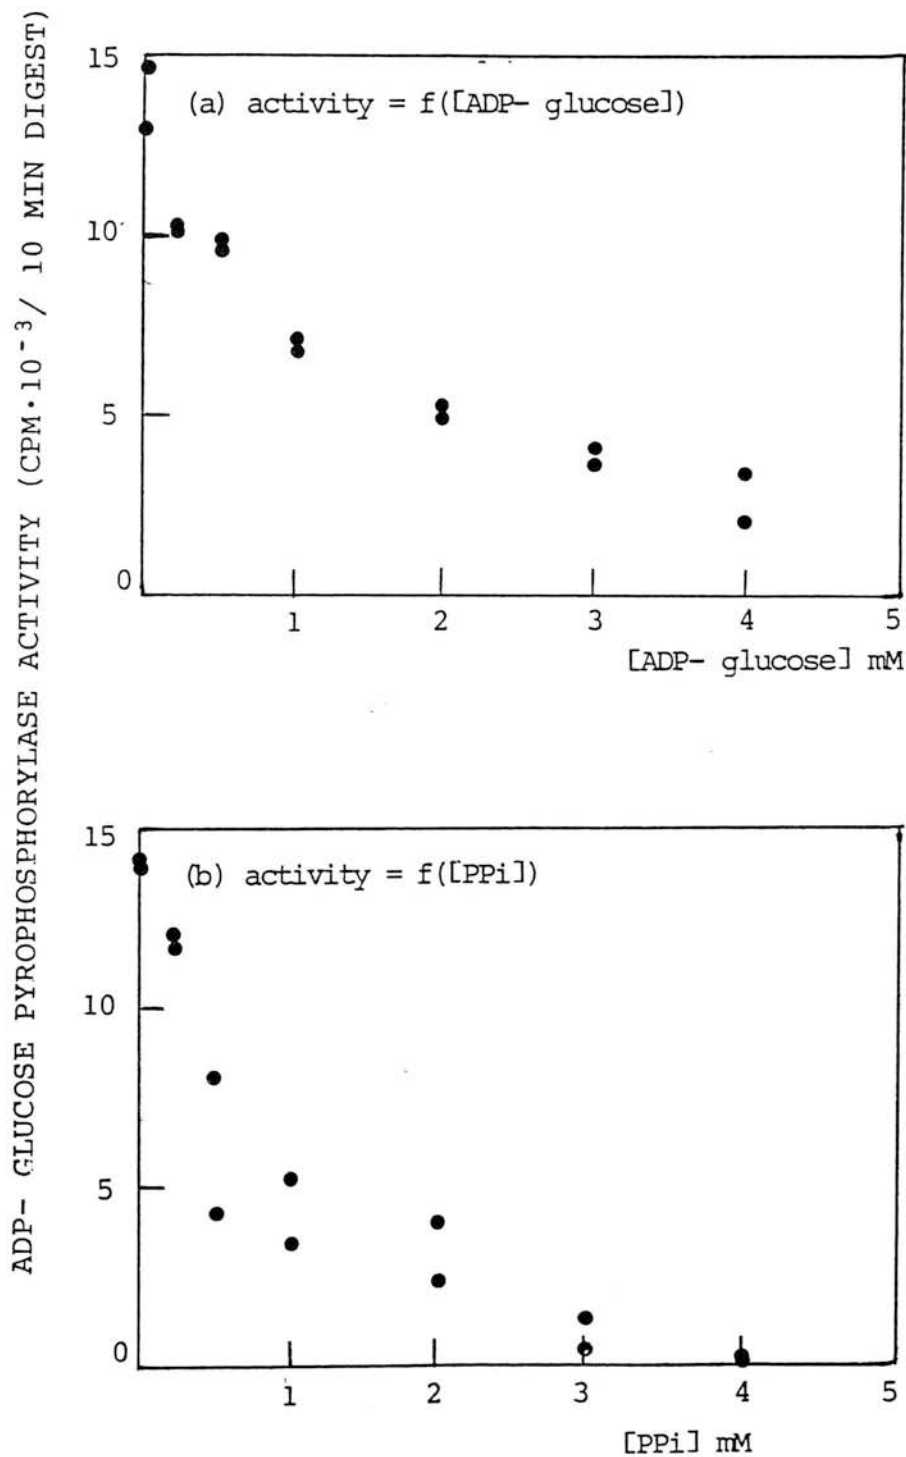 ADP- GLUCOSE PYROPHOSPHORYLASE ACTIVITY (CPM·10⁻³/ 10 MIN DIGEST)
15
(a) activity = f([ADP- glucose])
10
5
0
1 2 3 4 5
[ADP- glucose] mM
15
(b) activity = f([PPi])
10
5
0
1 2 3 4 5
[PPi] mM